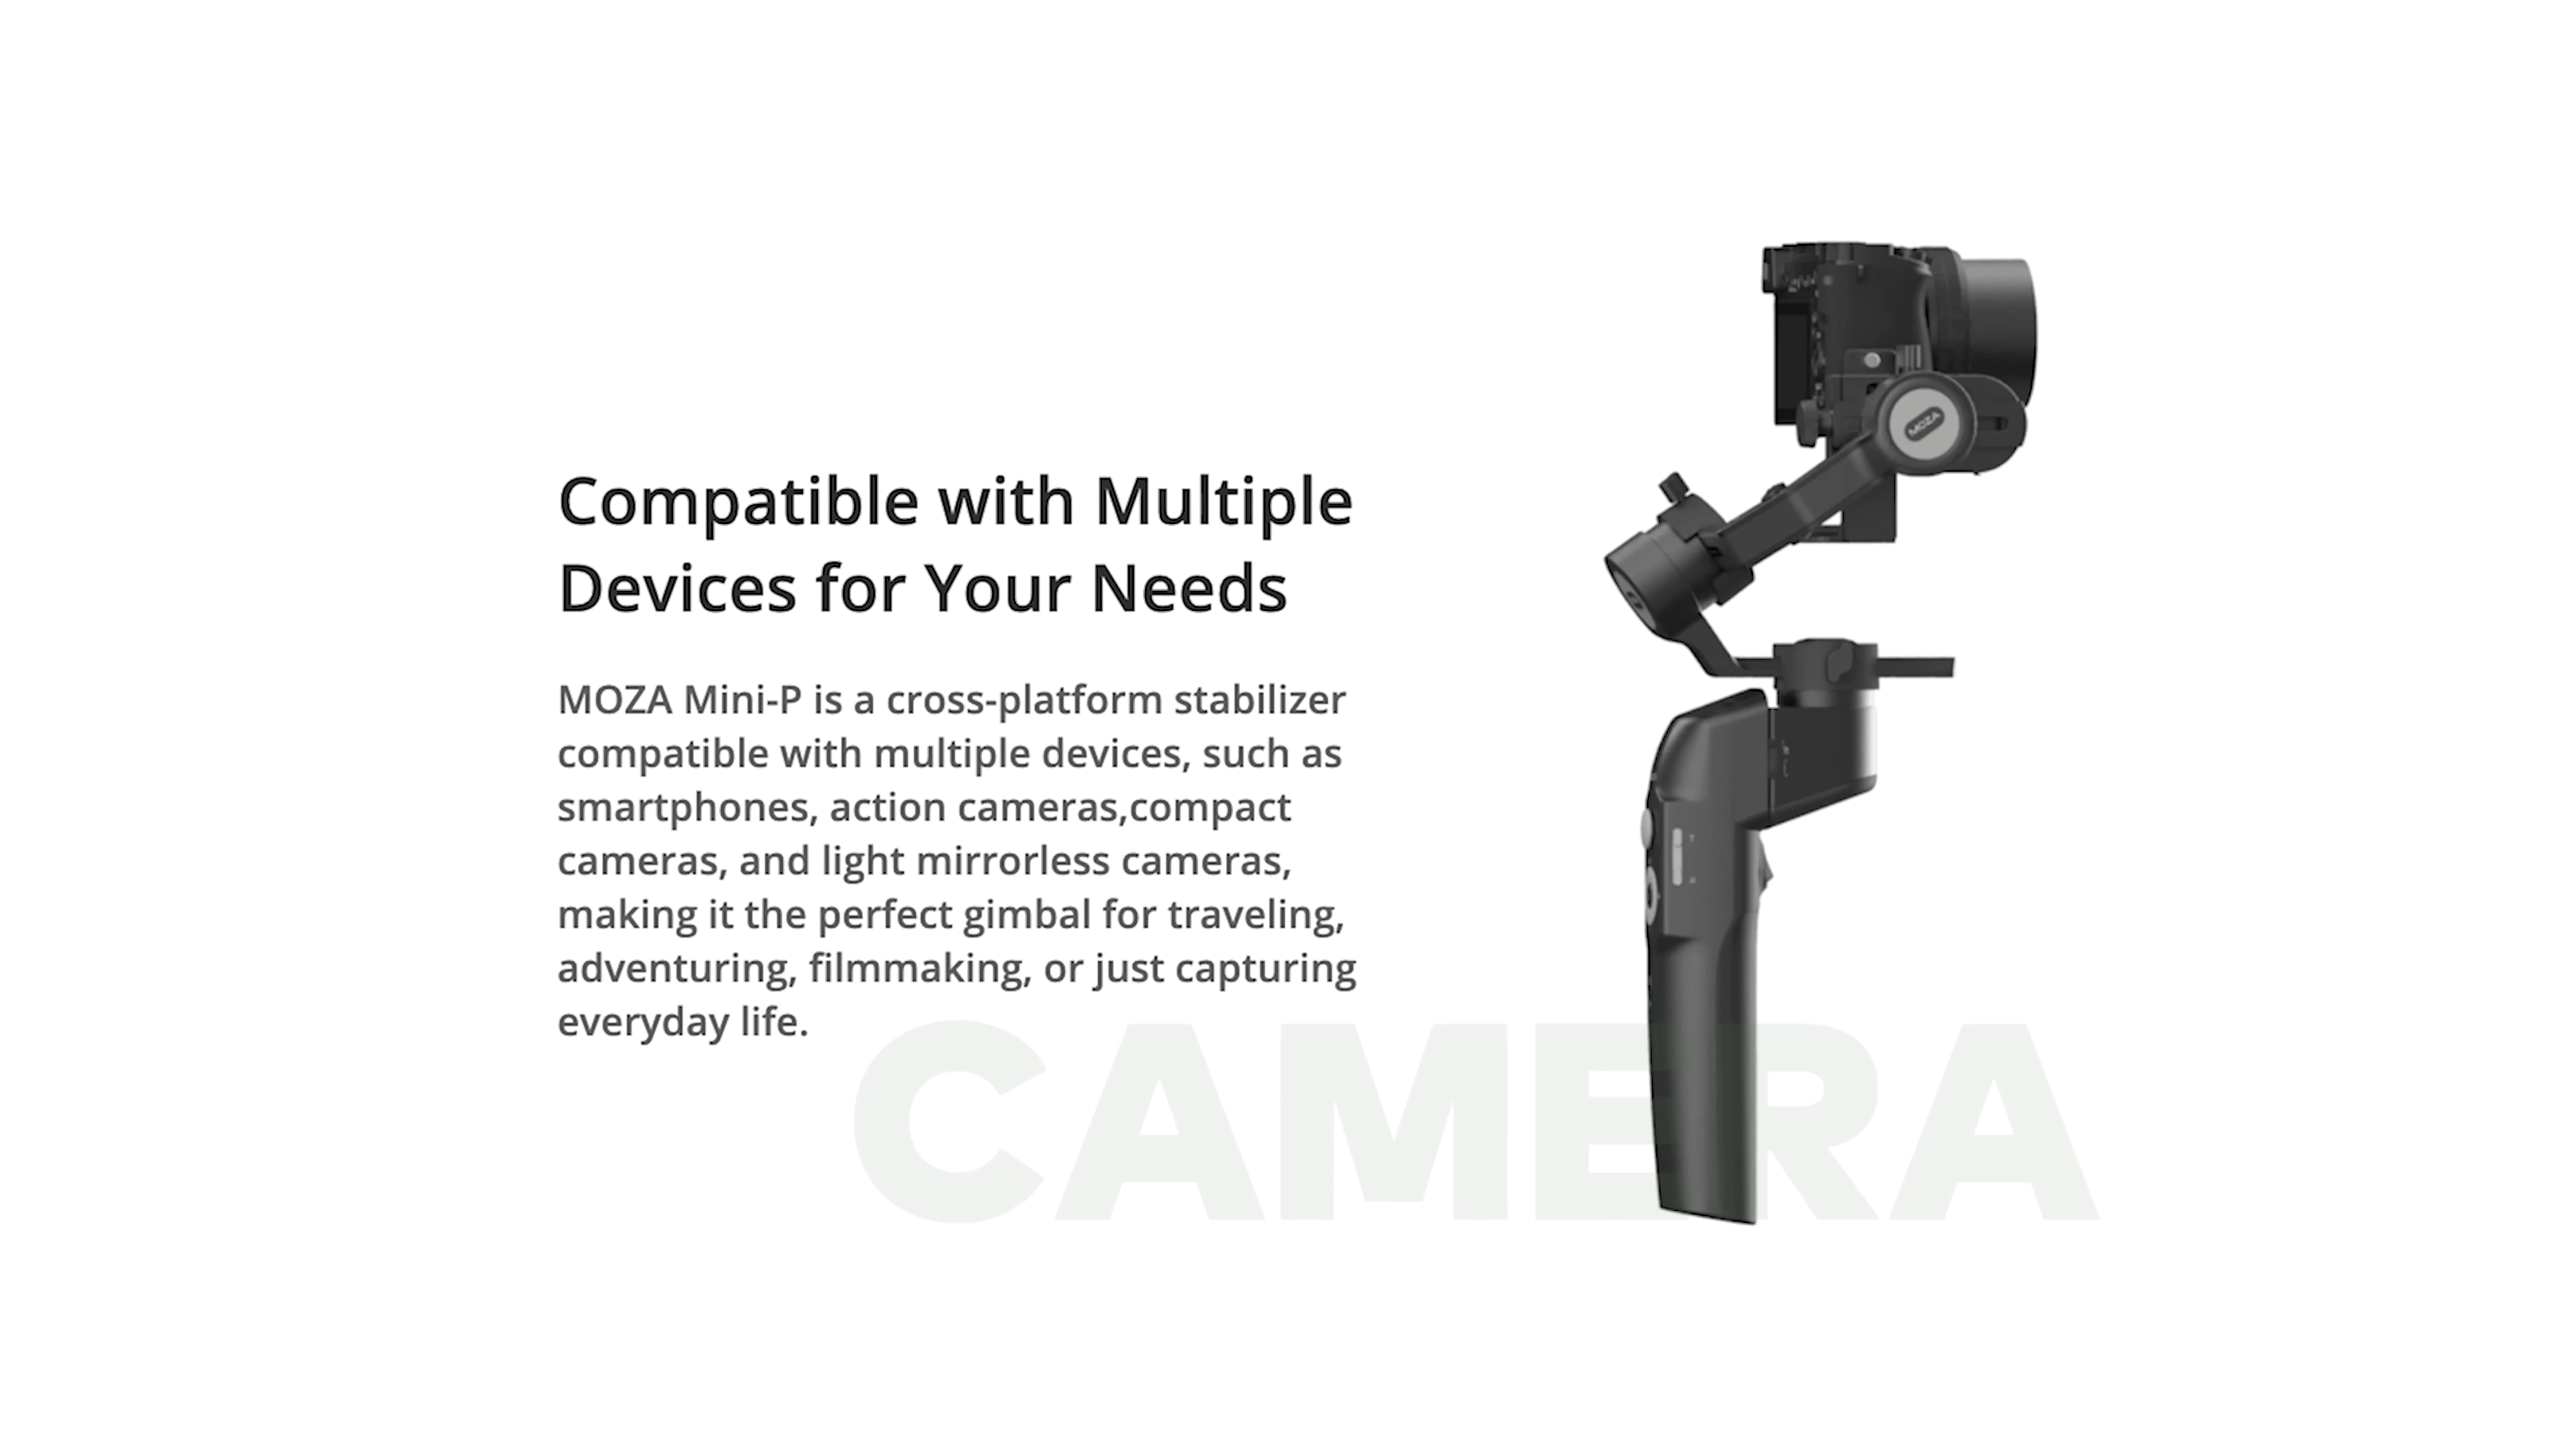 Compatible with Multiple
Devices for Your Needs
MOZA Mini-P is a cross-platform stabilizer
compatible with multiple devices, such as
smartphones, action cameras,compact
cameras, and light mirrorless cameras,
making it the perfect gimbal for traveling,
adventuring, filmmaking, or just capturing
everyday life.
CAMERA
MOZA